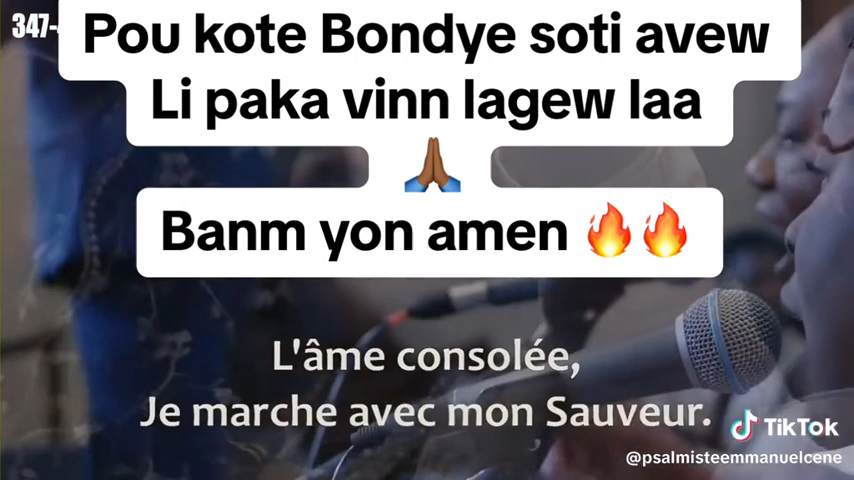 347-
Pou kote Bondye soti avew
Li paka vinn lagew laa
🙏🏾
Banm yon amen 🔥🔥
L'âme consolée,
Je marche avec mon Sauveur.
TikTok
@psalmisteemmanuelcene